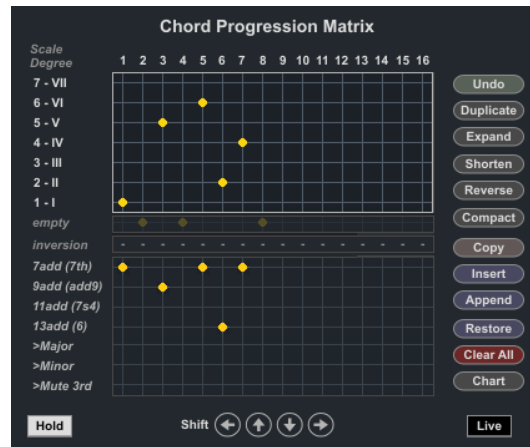 Chord Progression Matrix
Scale
Degree
1 2 3 4 5 6 7 8 9 10 11 12 13 14 15 16
7 - VII
6 - VI
5 - V
4 - IV
3 - III
2 - II
1 - I
empty
inversion - - - - - - - - - - - - - - - -
7add (7th)
9add (add9)
11add (7s4)
13add (6)
>Major
>Minor
>Mute 3rd
Undo
Duplicate
Expand
Shorten
Reverse
Compact
Copy
Insert
Append
Restore
Clear All
Chart
Hold
Shift
Live